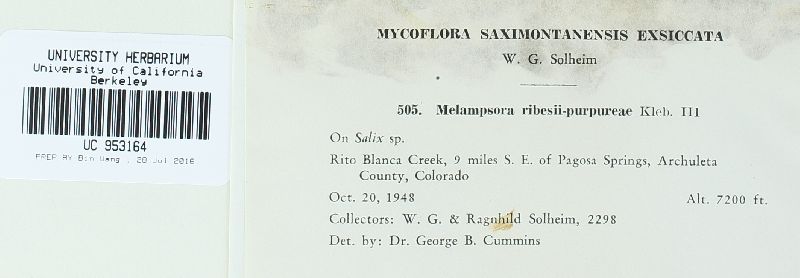 UNIVERSITY HERBARIUM
University of California
Berkeley
UC 953164
PREP BY Bin Wang , 20 Jul 2016
MYCOFLORA SAXIMONTANENSIS EXSICCATA
W. G. Solheim
505. Melampsora ribesii-purpureae Kleb. III
On Salix sp.
Rito Blanca Creek, 9 miles S. E. of Pagosa Springs, Archuleta
County, Colorado
Oct. 20, 1948 Alt. 7200 ft.
Collectors: W. G. & Ragnhild Solheim, 2298
Det. by: Dr. George B. Cummins